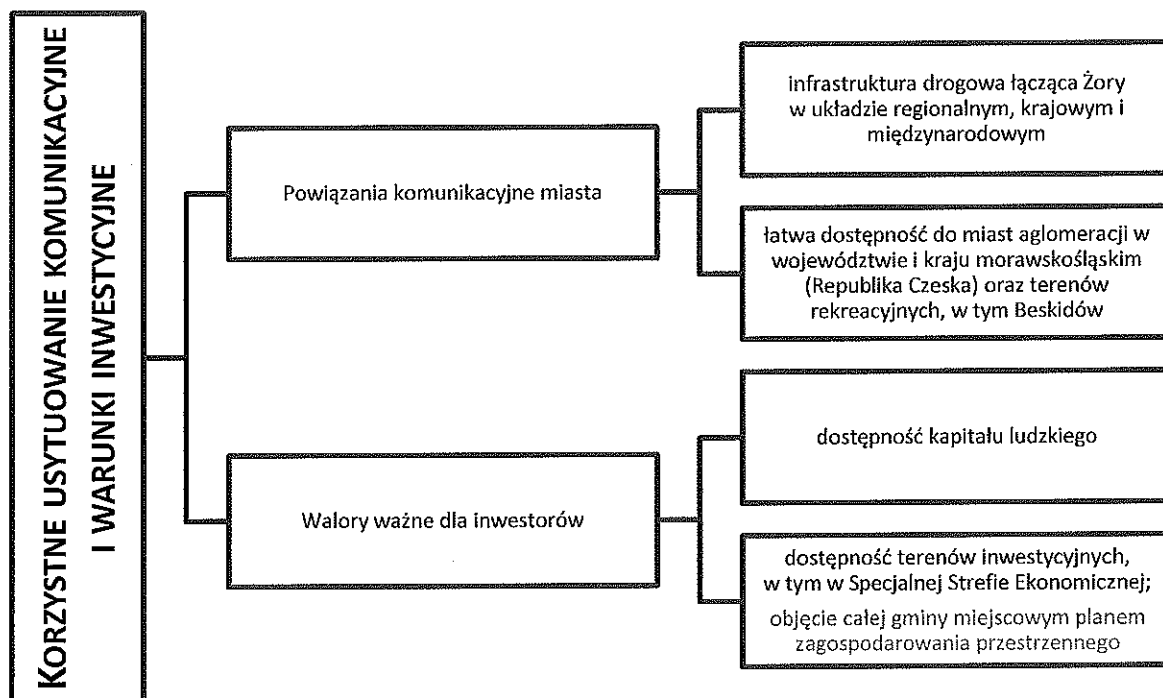 KORZYSTNE USYTUOWANIE KOMUNIKACYJNE
I WARUNKI INWESTYCYJNE
Powiązania komunikacyjne miasta
infrastruktura drogowa łącząca Żory
w układzie regionalnym, krajowym i
międzynarodowym
łatwa dostępność do miast aglomeracji w
województwie i kraju morawskośląskim
(Republika Czeska) oraz terenów
rekreacyjnych, w tym Beskidów
Walory ważne dla inwestorów
dostępność kapitału ludzkiego
dostępność terenów inwestycyjnych,
w tym w Specjalnej Strefie Ekonomicznej;
objęcie całej gminy miejscowym planem
zagospodarowania przestrzennego